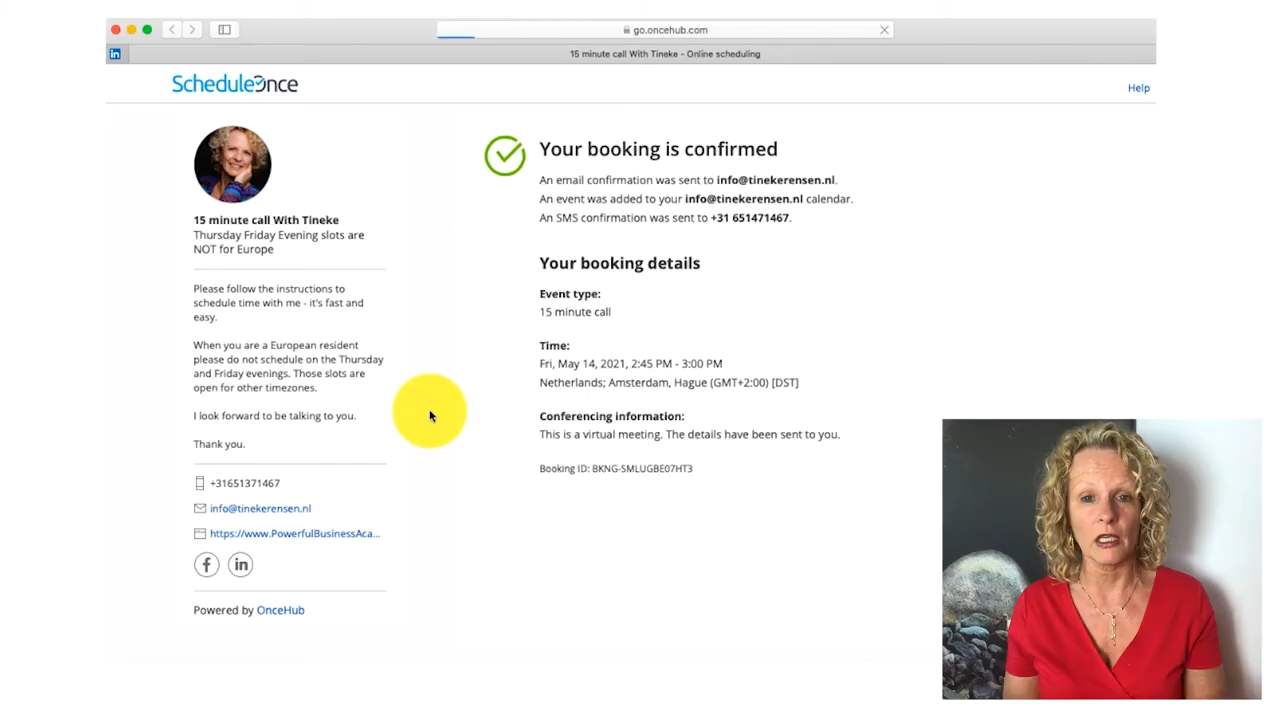 go.oncehub.com
in
15 minute call With Tineke - Online scheduling
ScheduleOnce
Help
15 minute call With Tineke
Thursday Friday Evening slots are
NOT for Europe
Please follow the instructions to
schedule time with me - it's fast and
easy.
When you are a European resident
please do not schedule on the Thursday
and Friday evenings. Those slots are
open for other timezones.
I look forward to be talking to you.
Thank you.
+31651371467
info@tinekerensen.nl
https://www.PowerfulBusinessAca...
f in
Powered by OnceHub
Your booking is confirmed
An email confirmation was sent to info@tinekerensen.nl.
An event was added to your info@tinekerensen.nl calendar.
An SMS confirmation was sent to +31 651471467.
Your booking details
Event type:
15 minute call
Time:
Fri, May 14, 2021, 2:45 PM - 3:00 PM
Netherlands; Amsterdam, Hague (GMT+2:00) [DST]
Conferencing information:
This is a virtual meeting. The details have been sent to you.
Booking ID: BKNG-SMLUGBE07HT3